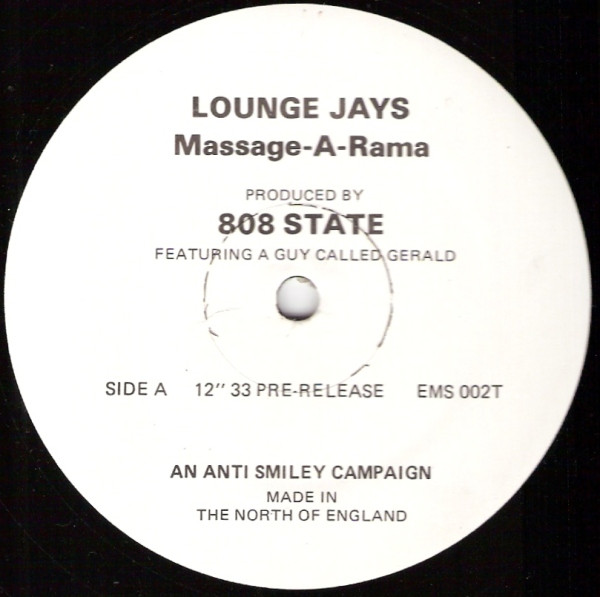 LOUNGE JAYS
Massage-A-Rama
PRODUCED BY
808 STATE
FEATURING A GUY CALLED GERALD
SIDE A 12" 33 PRE-RELEASE EMS 002T
AN ANTI SMILEY CAMPAIGN
MADE IN
THE NORTH OF ENGLAND